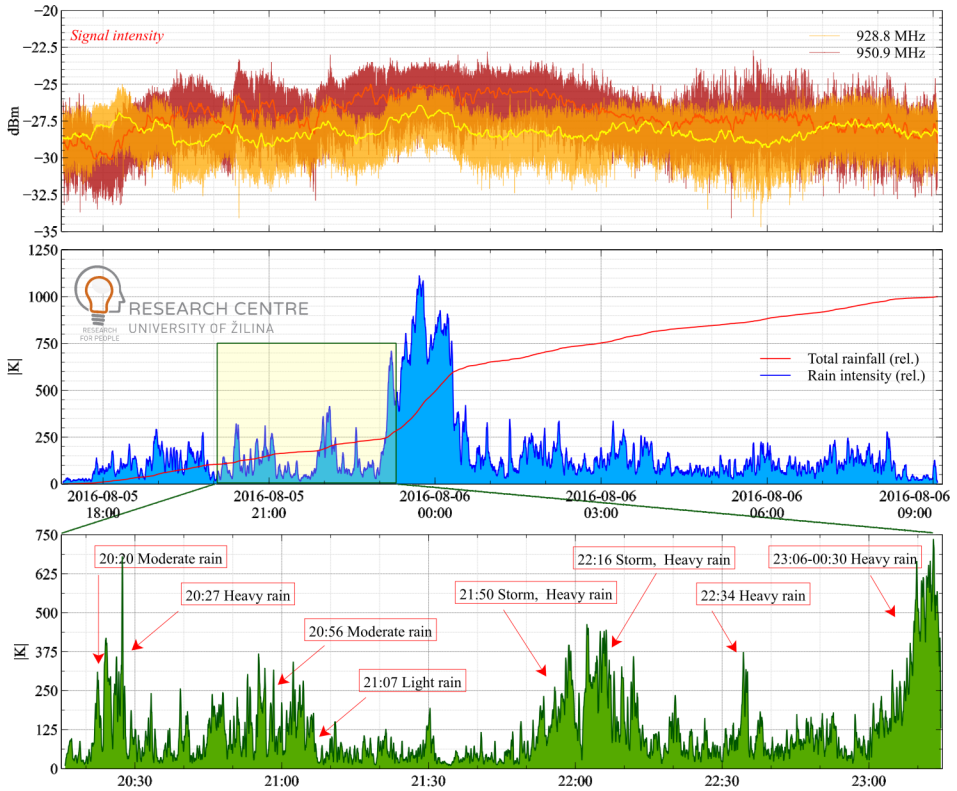 −20
Signal intensity
928.8 MHz
950.9 MHz
−22.5
−25
−27.5
−30
−32.5
−35
dBm
1250
1000
750
500
250
0
|K|
RESEARCH
FOR PEOPLE
RESEARCH CENTRE
UNIVERSITY OF ŽILINA
Total rainfall (rel.)
Rain intensity (rel.)
2016-08-05 2016-08-05 2016-08-06 2016-08-06 2016-08-06 2016-08-06
18:00 21:00 00:00 03:00 06:00 09:00
750
625
500
375
250
125
0
|K|
20:20 Moderate rain
20:27 Heavy rain
20:56 Moderate rain
21:07 Light rain
21:50 Storm, Heavy rain
22:16 Storm, Heavy rain
22:34 Heavy rain
23:06-00:30 Heavy rain
20:30 21:00 21:30 22:00 22:30 23:00